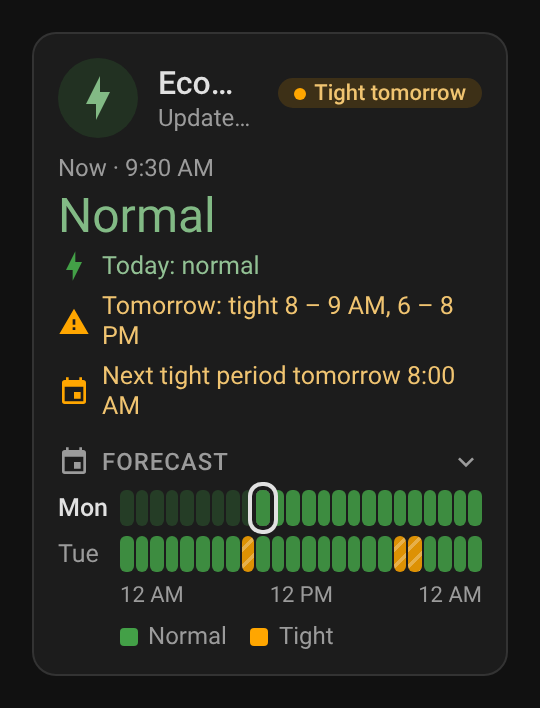 Eco…
Tight tomorrow
Update…
Now · 9:30 AM
Normal
Today: normal
Tomorrow: tight 8 – 9 AM, 6 – 8
PM
Next tight period tomorrow 8:00
AM
FORECAST
Mon
Tue
12 AM 12 PM 12 AM
Normal Tight